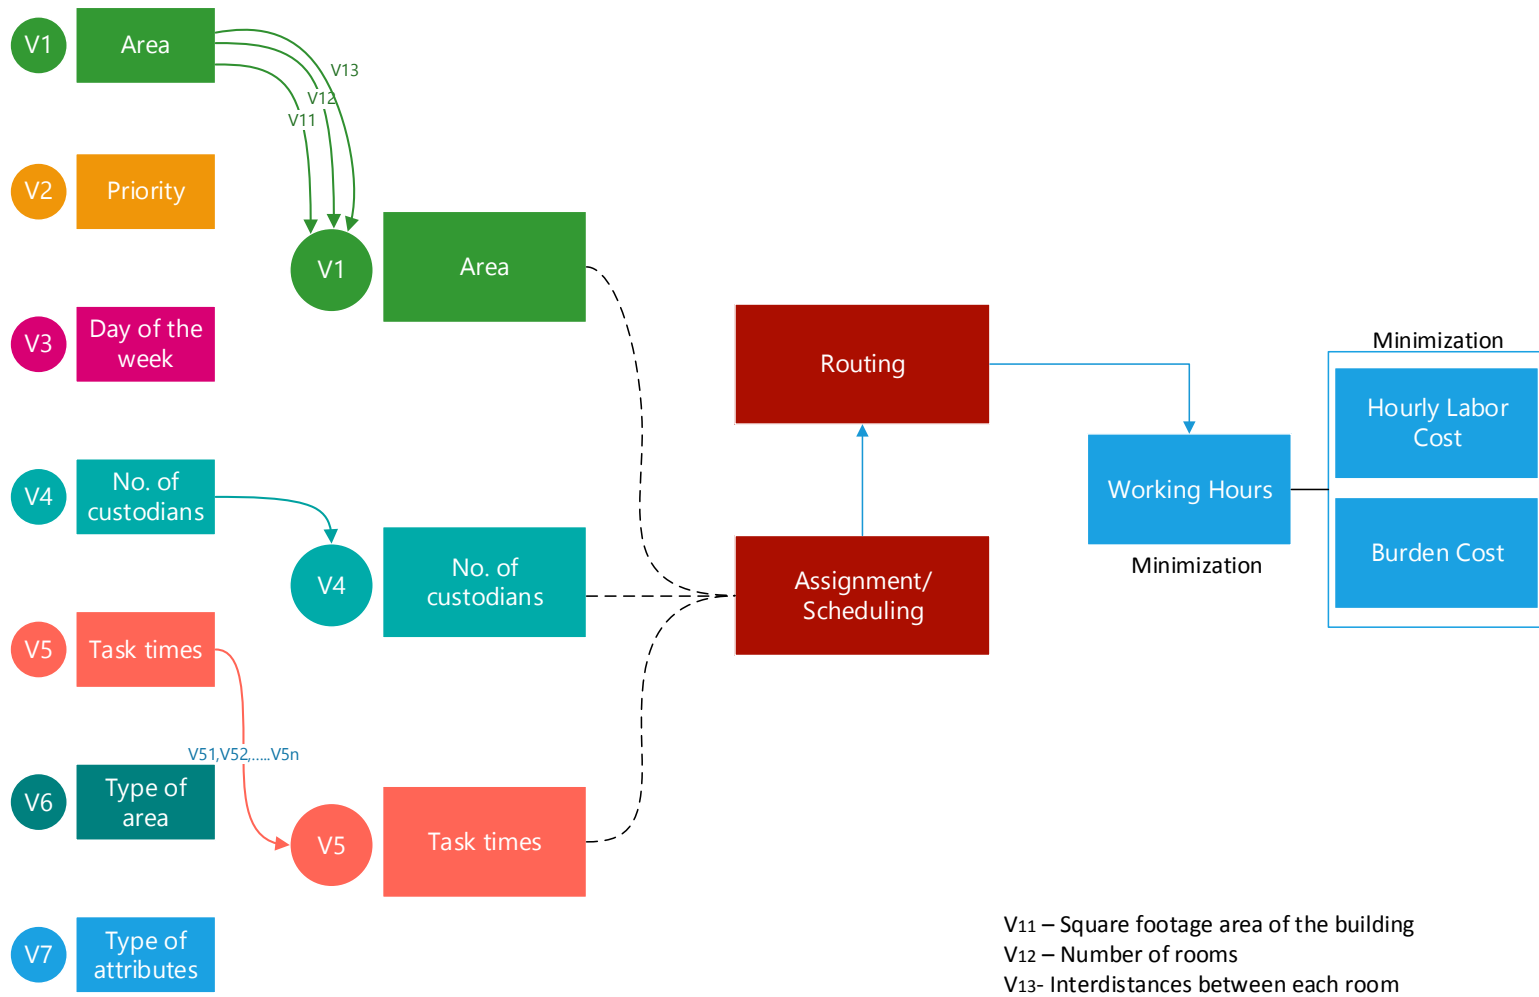 V1
Area
V13
V12
V11
V2
Priority
V1
Area
V3
Day of the
week
Routing
Minimization
Hourly Labor
Cost
V4
No. of
custodians
Working Hours
Minimization
Burden Cost
V4
No. of
custodians
Assignment/
Scheduling
V5
Task times
V51,V52,.....V5n
V6
Type of
area
V5
Task times
V7
Type of
attributes
V11 – Square footage area of the building
V12 – Number of rooms
V13- Interdistances between each room